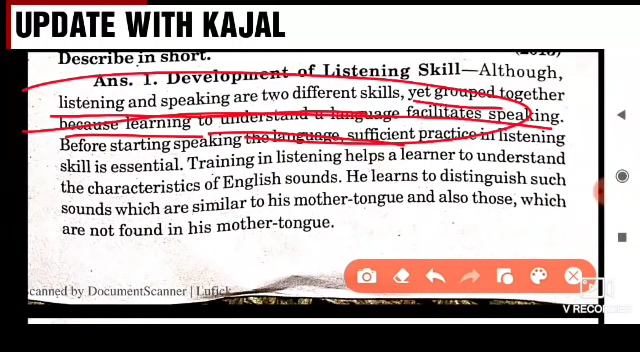 UPDATE WITH KAJAL
Describe in short.
Ans. 1. Development of Listening Skill—Although,
listening and speaking are two different skills, yet grouped together
because learning to understand a language facilitates speaking.
Before starting speaking the language, sufficient practice in listening
skill is essential. Training in listening helps a learner to understand
the characteristics of English sounds. He learns to distinguish such
sounds which are similar to his mother-tongue and also those, which
are not found in his mother-tongue.
canned by DocumentScanner | Lufick